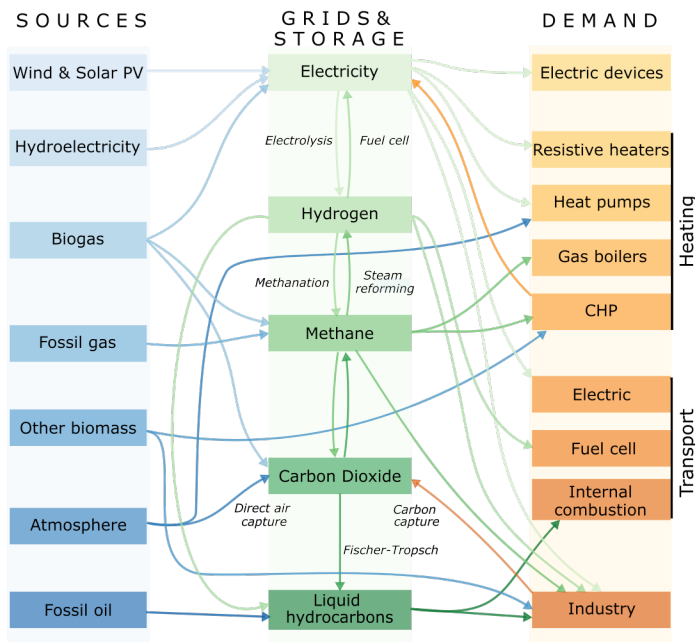 SOURCES
GRIDS &
STORAGE
DEMAND
Wind & Solar PV
Hydroelectricity
Biogas
Fossil gas
Other biomass
Atmosphere
Fossil oil
Electricity
Electrolysis
Fuel cell
Hydrogen
Methanation
Steam
reforming
Methane
Carbon Dioxide
Direct air
capture
Carbon
capture
Fischer-Tropsch
Liquid
hydrocarbons
Electric devices
Resistive heaters
Heat pumps
Gas boilers
CHP
Heating
Electric
Fuel cell
Internal
combustion
Transport
Industry